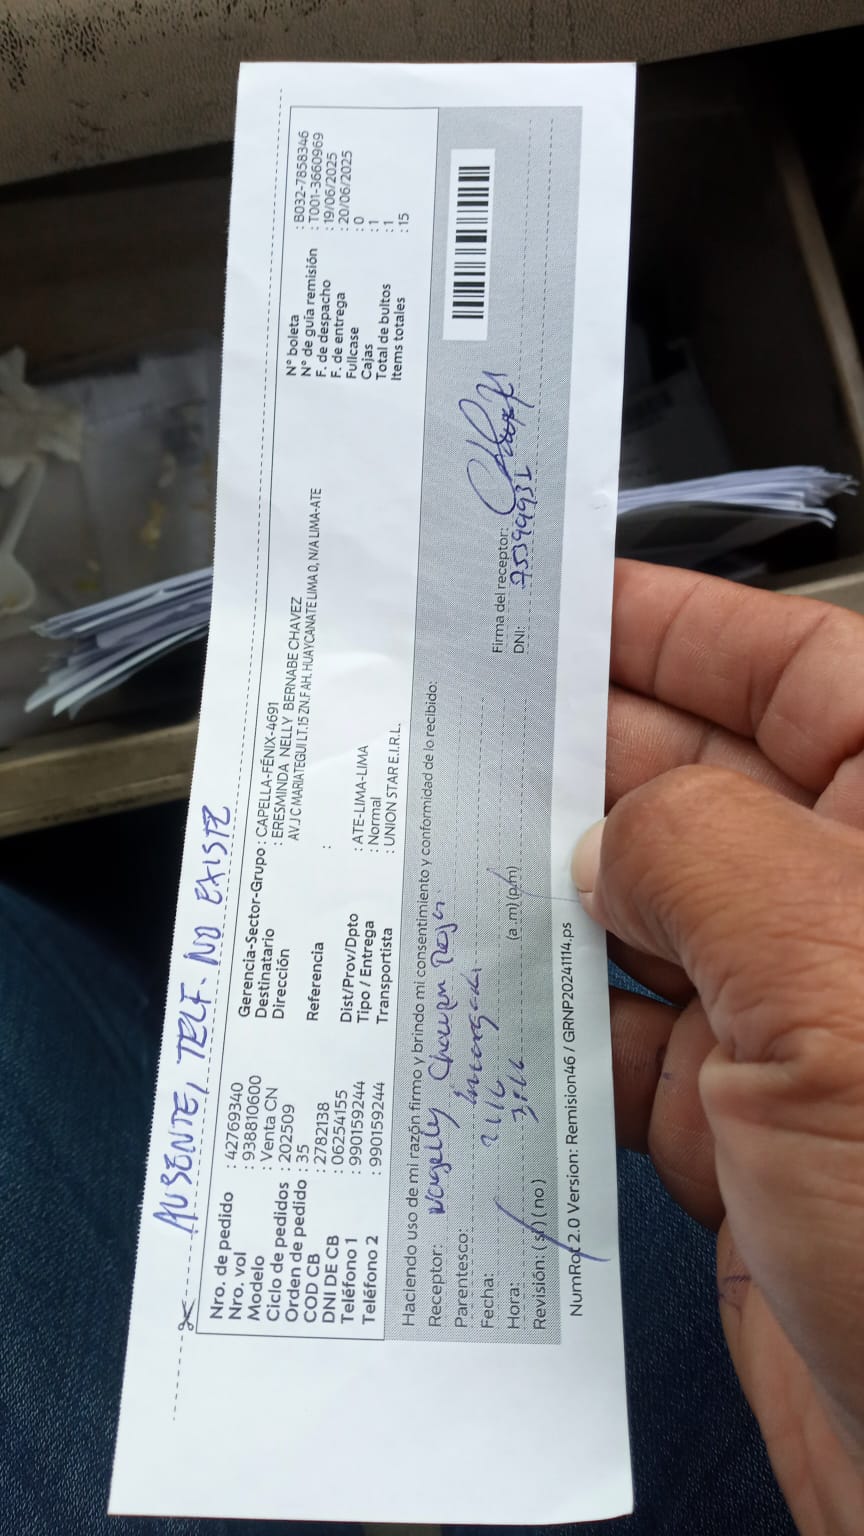 AUSENTE, TELF. NO EXISTE
Nro. de pedido : 42769340
Nro. vol : 938810600
Modelo : Venta CN
Ciclo de pedidos : 202509
Orden de pedido : 35
COD CB : 2782138
DNI DE CB : 06254155
Teléfono 1 : 990159244
Teléfono 2 : 990159244
Gerencia-Sector-Grupo : CAPELLA-FÉNIX-4691
Destinatario : ERESMINDA NELLY BERNABE CHAVEZ
Dirección AV.J C MARIATEGUI LT.15 ZN.F AH. HUAYCANATE LIMA 0, N/A LIMA-ATE
Referencia :
Dist/Prov/Dpto : ATE-LIMA-LIMA
Tipo / Entrega : Normal
Transportista : UNION STAR E.I.R.L.
N° boleta : B032-7858346
N° de guía remisión : T001-3660969
F. de despacho : 19/06/2025
F. de entrega : 20/06/2025
Fullcase : 0
Cajas : 1
Total de bultos : 1
Items totales : 15
Haciendo uso de mi razón firmo y brindo mi consentimiento y conformidad de lo recibido:
Receptor:
Parentesco:
Fecha: 21/6
Hora: (a .m) (p/m)
Revisión: ( sí ) ( no )
Firma del receptor:
DNI: 75399931
NumRot 2.0 Version: Remision46 / GRNP20241114.ps